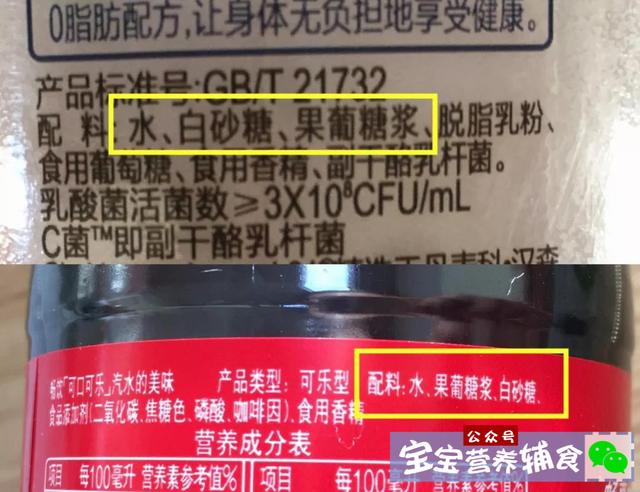 0脂肪配方,让身体无负担地享受健康。
产品标准号:GB/T 21732
配 料: 水、白砂糖、果葡糖浆、脱脂乳粉、
食用葡萄糖、食用香精、副干酪乳杆菌。
乳酸菌活菌数≥3X10⁸CFU/mL
C菌™即副干酪乳杆菌
畅饮"可口可乐"汽水的美味 产品类型: 可乐型 配料: 水、果葡糖浆、白砂糖、
食品添加剂(二氧化碳、焦糖色、磷酸、咖啡因)、食用香精
营养成分表
项目 每100毫升 营养素参考值% 项目 每100毫升
公众号
宝宝营养辅食